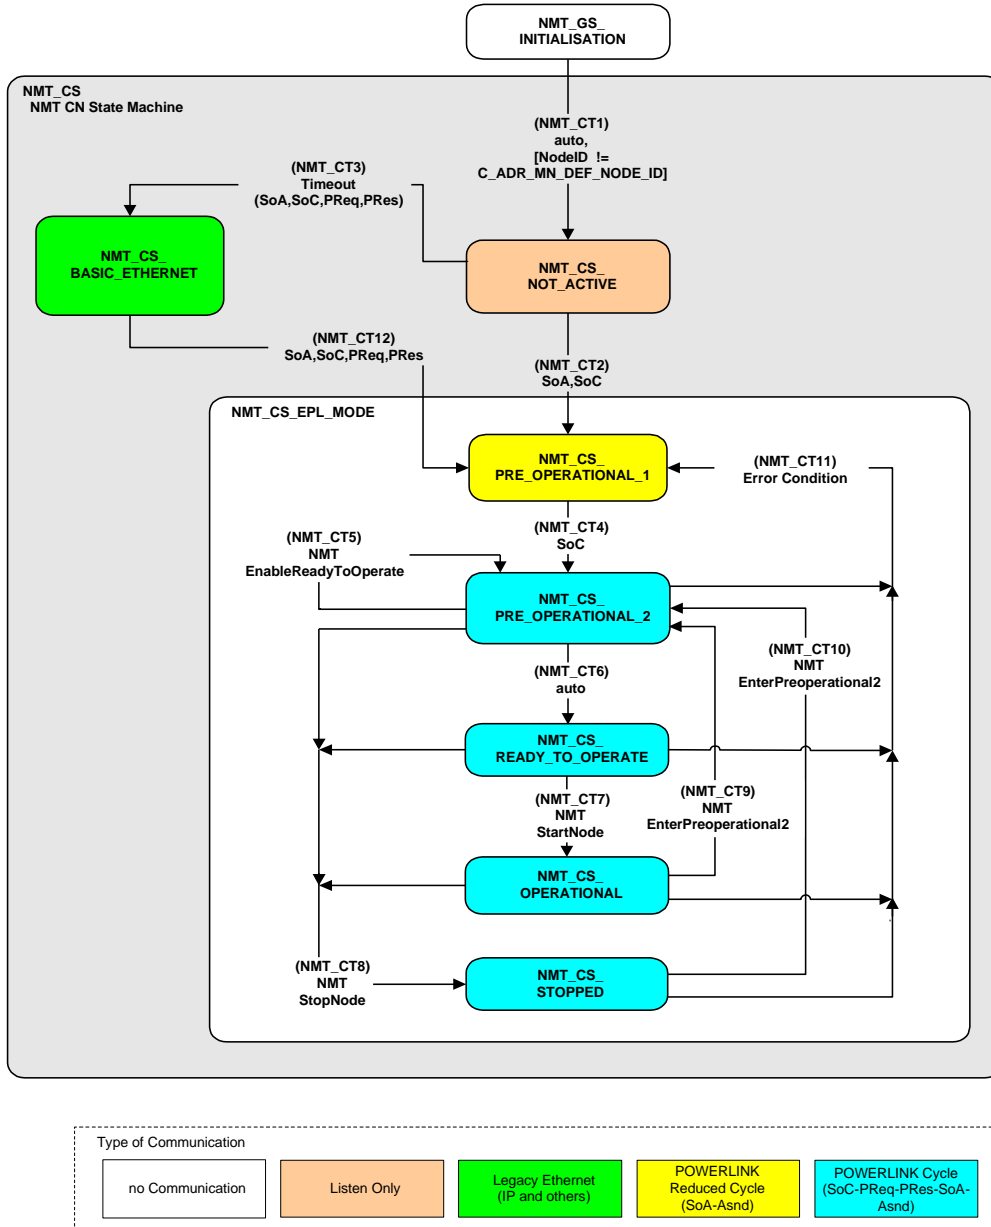 NMT_GS_
INITIALISATION
NMT_CS
NMT CN State Machine
(NMT_CT1)
auto,
[NodeID !=
C_ADR_MN_DEF_NODE_ID]
(NMT_CT3)
Timeout
(SoA,SoC,PReq,PRes)
NMT_CS_
BASIC_ETHERNET
NMT_CS_
NOT_ACTIVE
(NMT_CT12)
SoA,SoC,PReq,PRes
(NMT_CT2)
SoA,SoC
NMT_CS_EPL_MODE
NMT_CS_
PRE_OPERATIONAL_1
(NMT_CT11)
Error Condition
(NMT_CT4)
SoC
(NMT_CT5)
NMT
EnableReadyToOperate
NMT_CS_
PRE_OPERATIONAL_2
(NMT_CT10)
NMT
EnterPreoperational2
(NMT_CT6)
auto
NMT_CS_
READY_TO_OPERATE
(NMT_CT7)
NMT
StartNode
(NMT_CT9)
NMT
EnterPreoperational2
NMT_CS_
OPERATIONAL
(NMT_CT8)
NMT
StopNode
NMT_CS_
STOPPED
Type of Communication
no Communication
Listen Only
Legacy Ethernet
(IP and others)
POWERLINK
Reduced Cycle
(SoA-Asnd)
POWERLINK Cycle
(SoC-PReq-PRes-SoA-
Asnd)